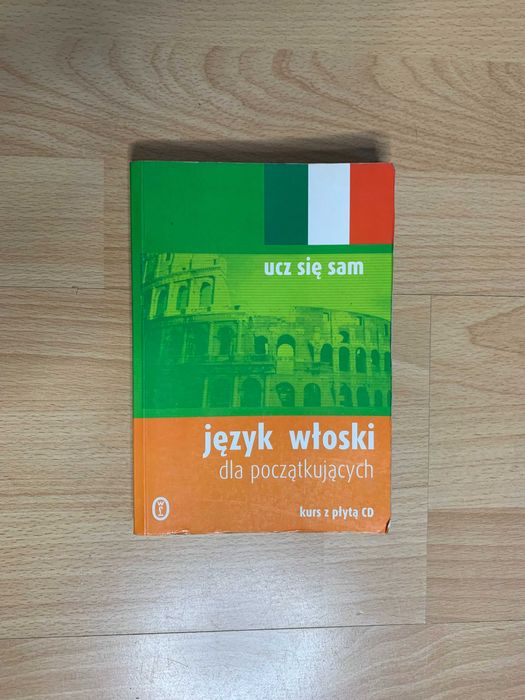 ucz się sam
język włoski
dla początkujących
kurs z płytą CD